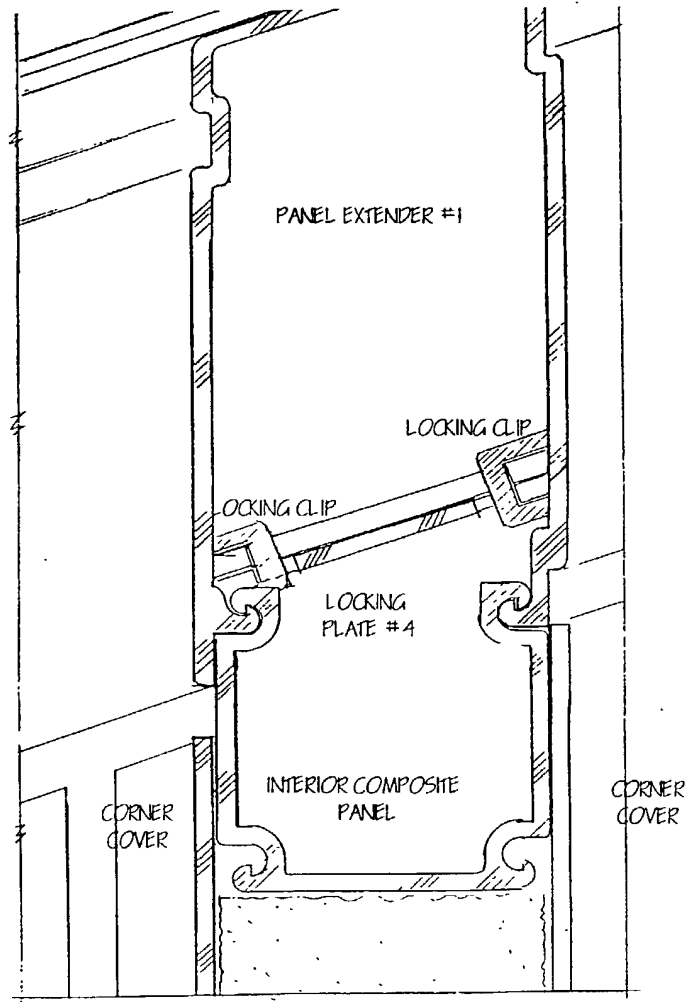 PANEL EXTENDER #1
LOCKING CLIP
OCKING CLIP
LOCKING
PLATE #4
INTERIOR COMPOSITE
PANEL
CORNER
COVER
CORNER
COVER